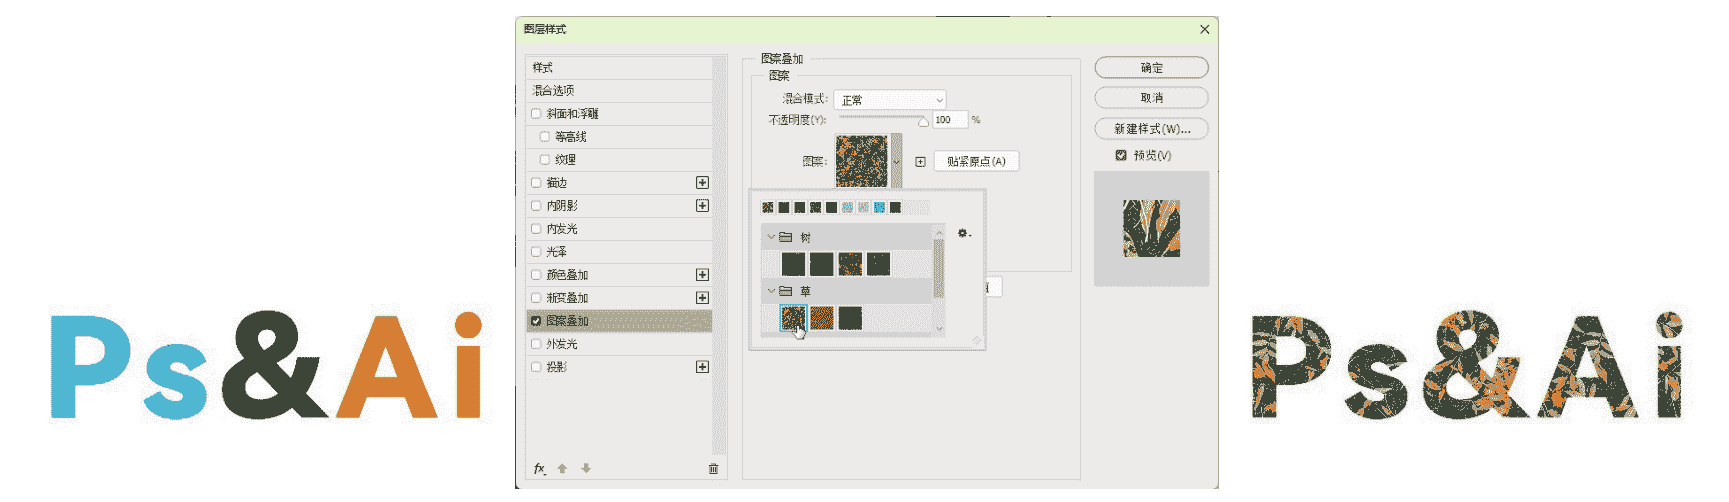 Ps&Ai
图层样式
样式
混合选项
斜面和浮雕
等高线
纹理
描边
内阴影
内发光
光泽
颜色叠加
渐变叠加
图案叠加
外发光
投影
fx
图案叠加
图案
混合模式: 正常
不透明度(Y): 100 %
图案: 贴紧原点(A)
树
草
确定
取消
新建样式(W)...
预览(V)
Ps&Ai